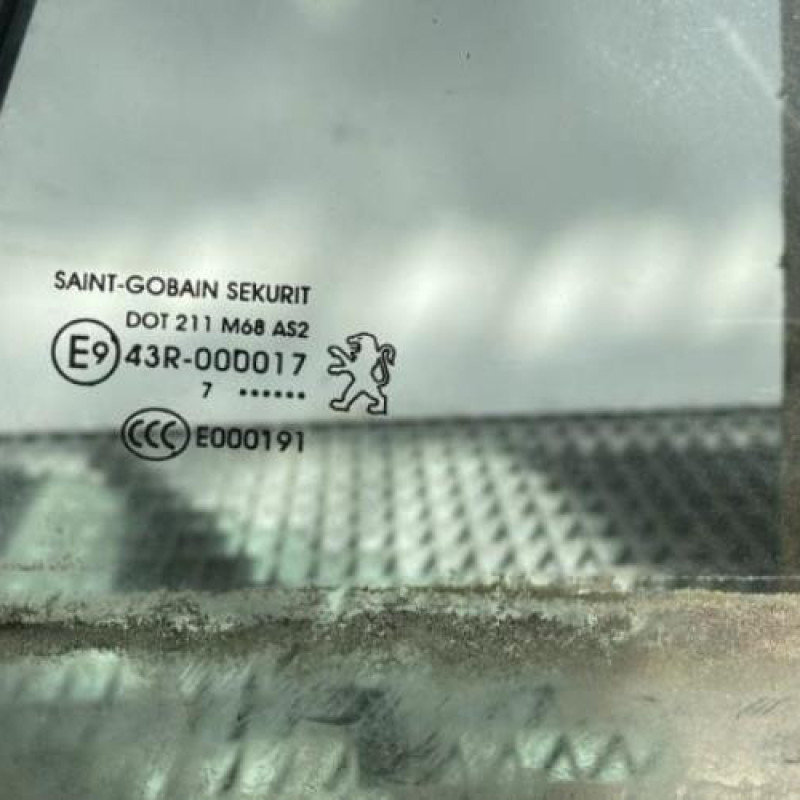 SAINT-GOBAIN SEKURIT
DOT 211 M68 AS2
E9 43R-000017
7 ······
CCC E000191